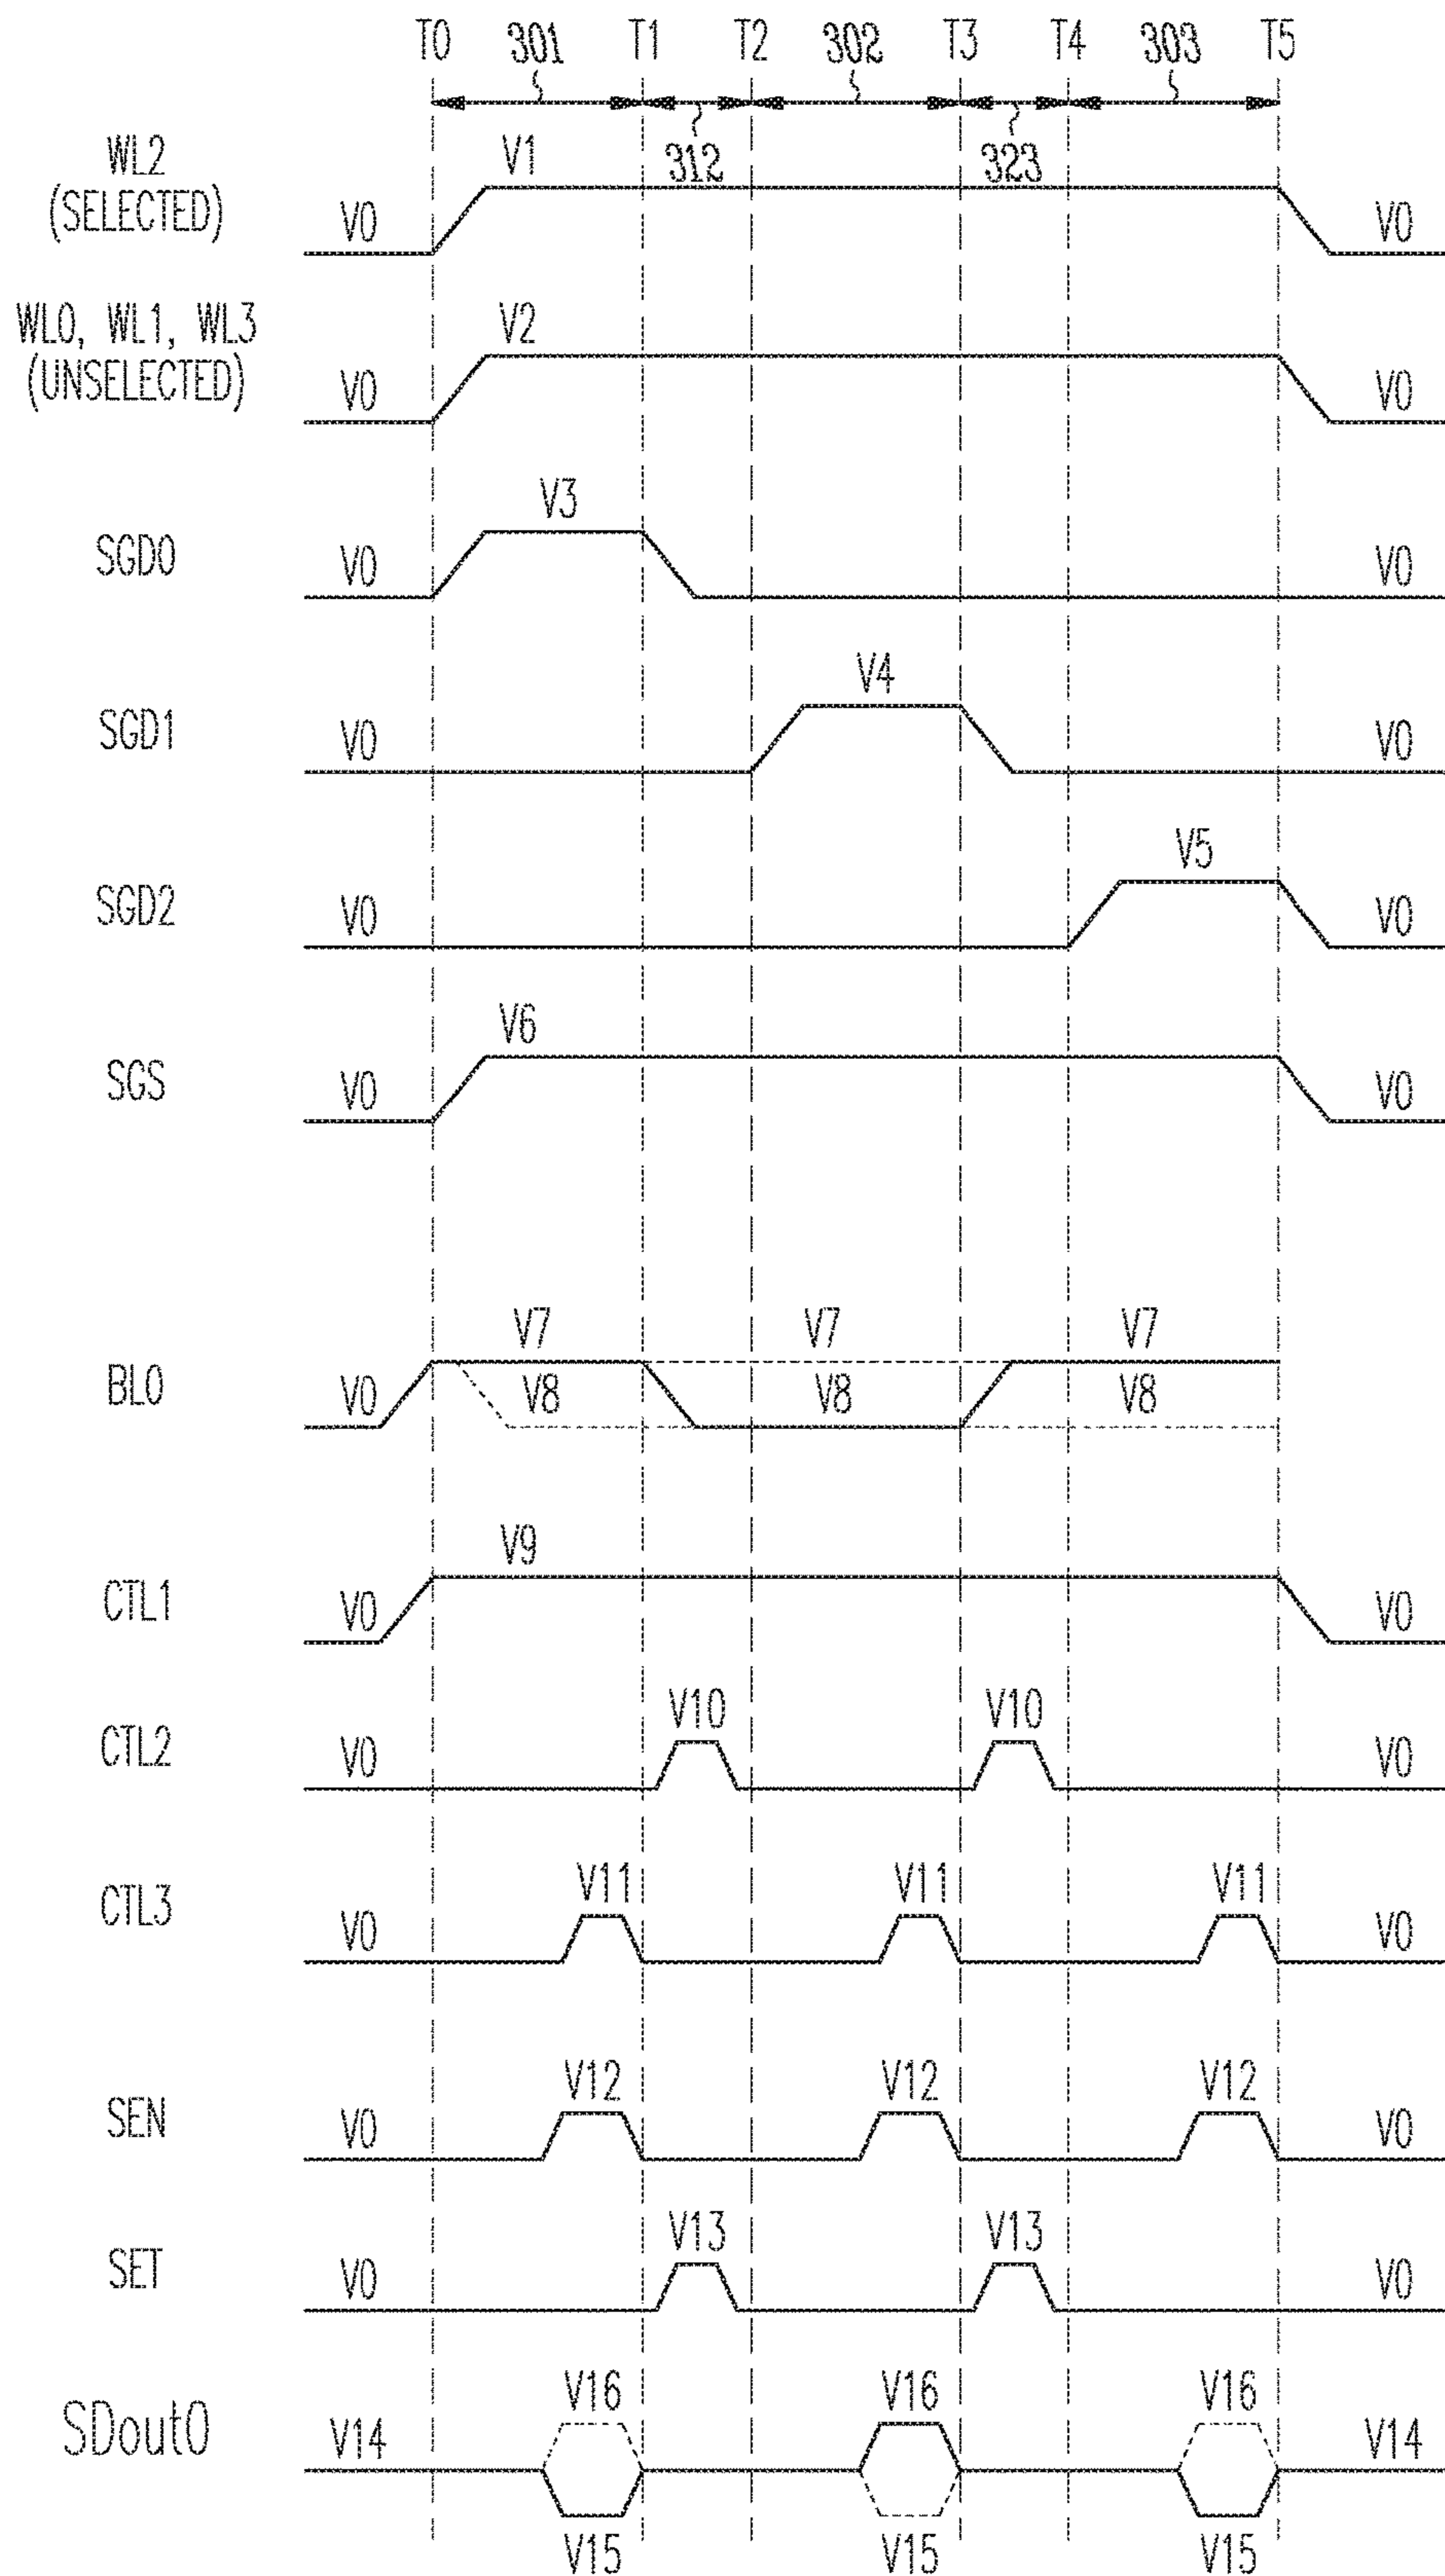 T0 301 T1 T2 302 T3 T4 303 T5
312 323
WL2
(SELECTED)
V0 V1 V0
WL0, WL1, WL3
(UNSELECTED)
V0 V2 V0
SGD0
V0 V3 V0
SGD1
V0 V4 V0
SGD2
V0 V5 V0
SGS
V0 V6 V0
BL0
V7 V7 V7
V0 V8 V8 V8
CTL1
V0 V9 V0
CTL2
V0 V10 V10 V0
CTL3
V0 V11 V11 V11 V0
SEN
V0 V12 V12 V12 V0
SET
V0 V13 V13 V0
SDout0
V16 V16 V16
V14 V14
V15 V15 V15